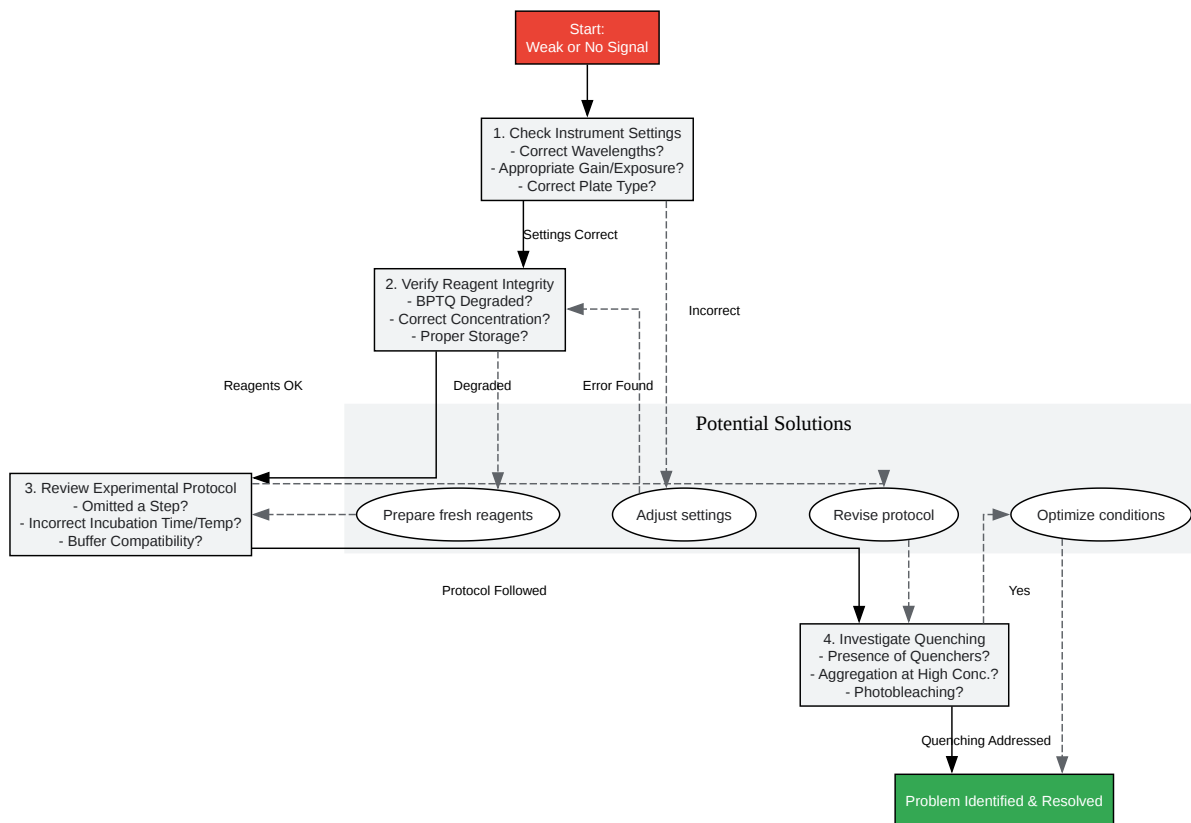 Start:
Weak or No Signal
1. Check Instrument Settings
- Correct Wavelengths?
- Appropriate Gain/Exposure?
- Correct Plate Type?
Settings Correct
2. Verify Reagent Integrity
- BPTQ Degraded?
- Correct Concentration?
- Proper Storage?
Incorrect
Reagents OK
Degraded
Error Found
Potential Solutions
3. Review Experimental Protocol
- Omitted a Step?
- Incorrect Incubation Time/Temp?
- Buffer Compatibility?
Prepare fresh reagents
Adjust settings
Revise protocol
Optimize conditions
Protocol Followed
Yes
4. Investigate Quenching
- Presence of Quenchers?
- Aggregation at High Conc.?
- Photobleaching?
Quenching Addressed
Problem Identified & Resolved